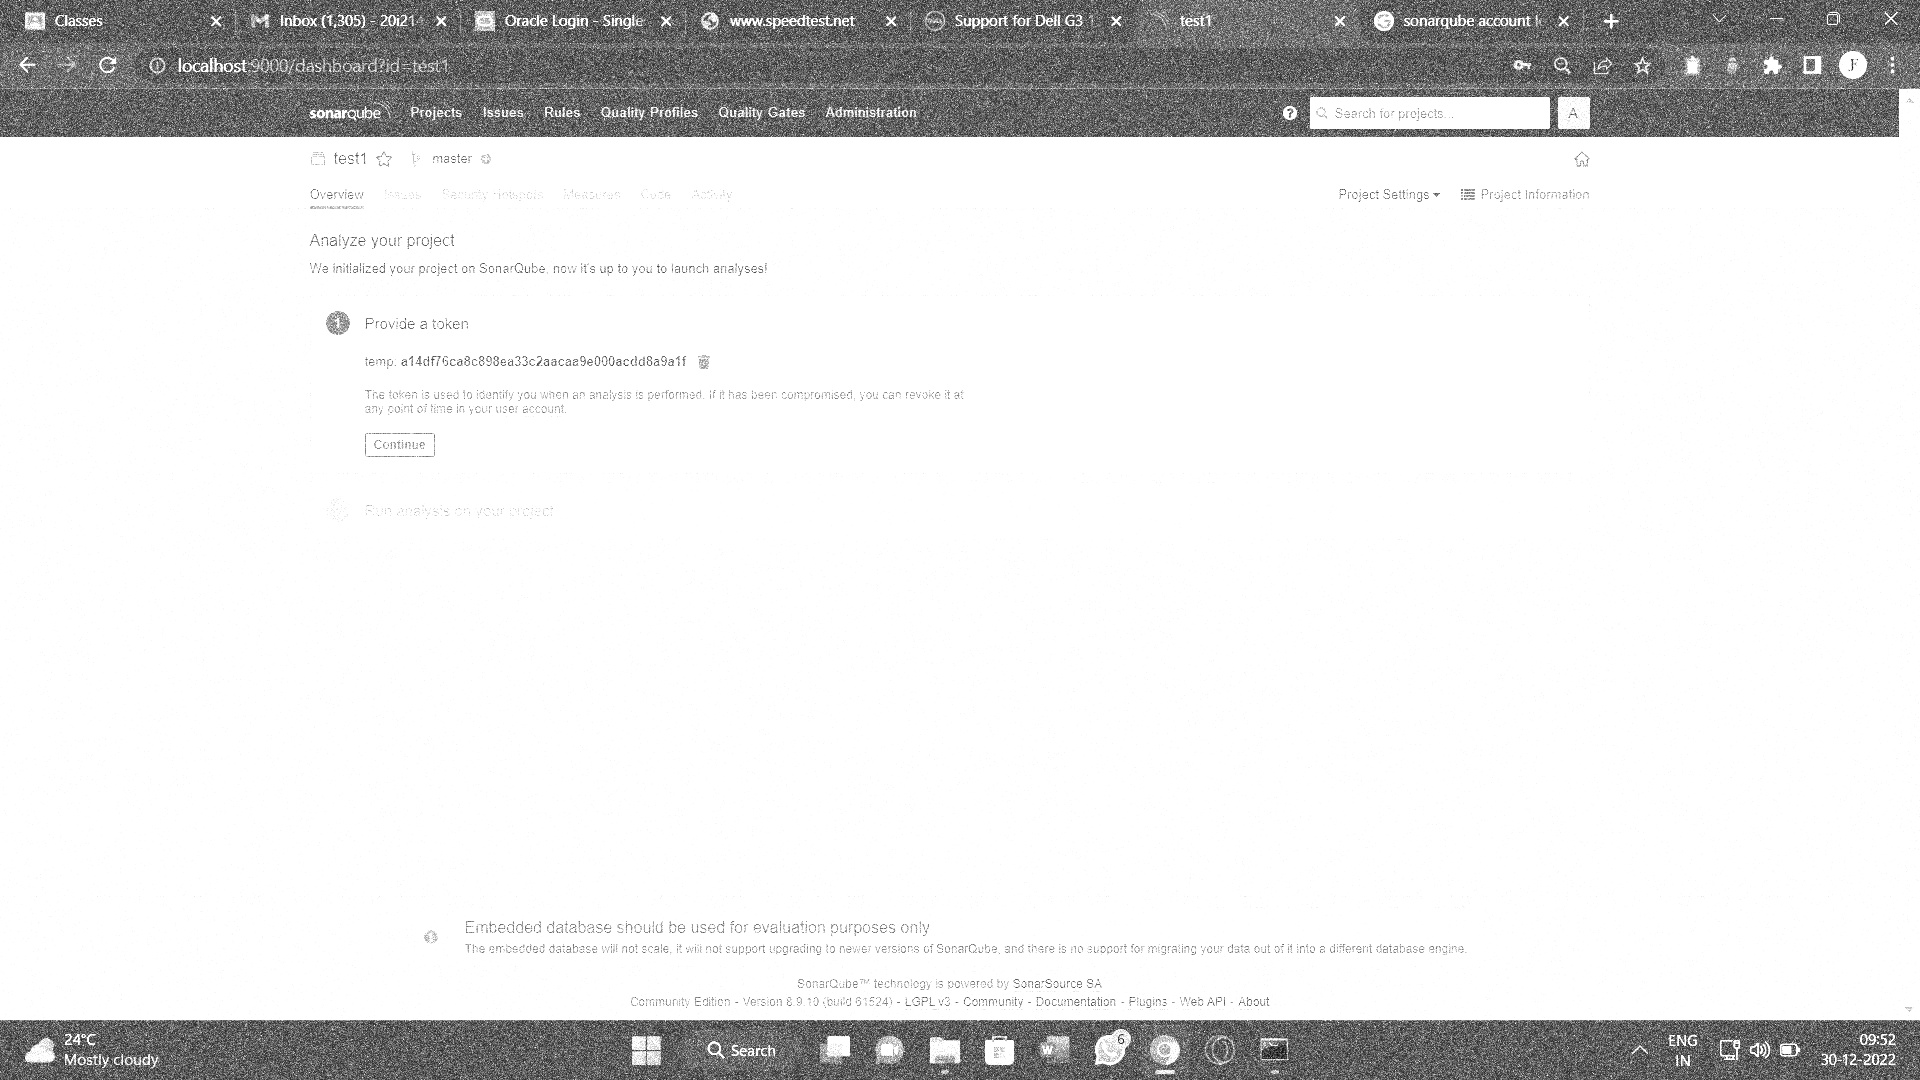 Classes
Inbox (1,305) - 20i21
Oracle Login - Single
www.speedtest.net
Support for Dell G3
test1
sonarqube account l
localhost:9000/dashboard?id=test1
F
sonarqube
Projects
Issues
Rules
Quality Profiles
Quality Gates
Administration
?
Search for projects...
A
test1
master
Overview
Issues
Security Hotspots
Measures
Code
Activity
Project Settings
Project Information
Analyze your project
We initialized your project on SonarQube, now it's up to you to launch analyses!
1
Provide a token
temp: a14df76ca8c898ea33c2aacaa9e000acdd8a9a1f
The token is used to identify you when an analysis is performed. If it has been compromised, you can revoke it at
any point of time in your user account.
Continue
Run analysis on your project
Embedded database should be used for evaluation purposes only
The embedded database will not scale, it will not support upgrading to newer versions of SonarQube, and there is no support for migrating your data out of it into a different database engine.
SonarQube™ technology is powered by SonarSource SA
Community Edition - Version 8.9.10 (build 61524) - LGPL v3 - Community - Documentation - Plugins - Web API - About
24°C
Mostly cloudy
Search
W
6
ENG
IN
09:52
30-12-2022